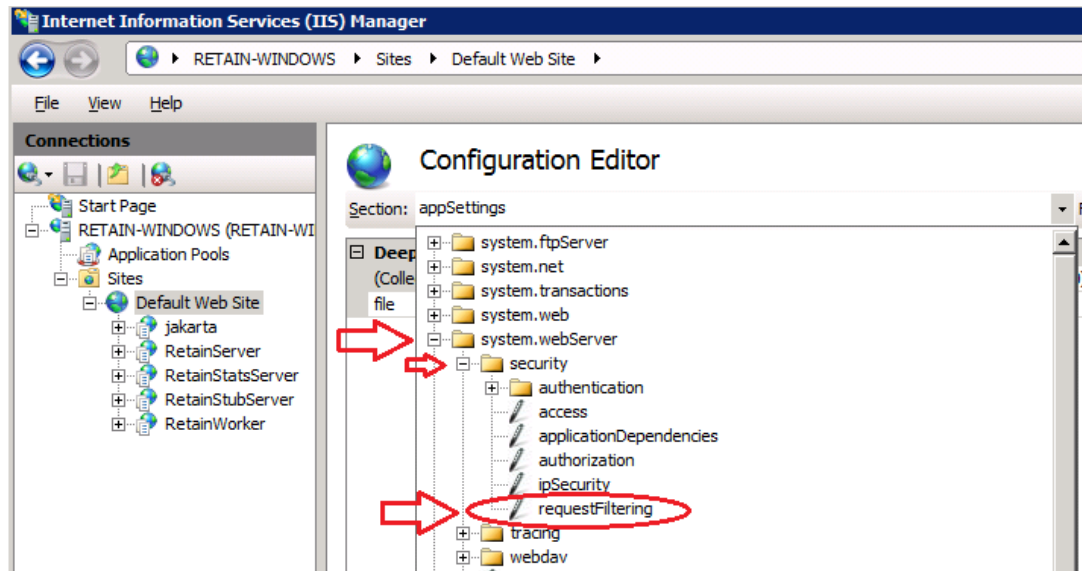 Internet Information Services (IIS) Manager
RETAIN-WINDOWS Sites Default Web Site
File View Help
Connections
Start Page
RETAIN-WINDOWS (RETAIN-WI
Application Pools
Sites
Default Web Site
jakarta
RetainServer
RetainStatsServer
RetainStubServer
RetainWorker
Configuration Editor
Section: appSettings
Deep
(Colle
file
system.ftpServer
system.net
system.transactions
system.web
system.webServer
security
authentication
access
applicationDependencies
authorization
ipSecurity
requestFiltering
tracing
webdav